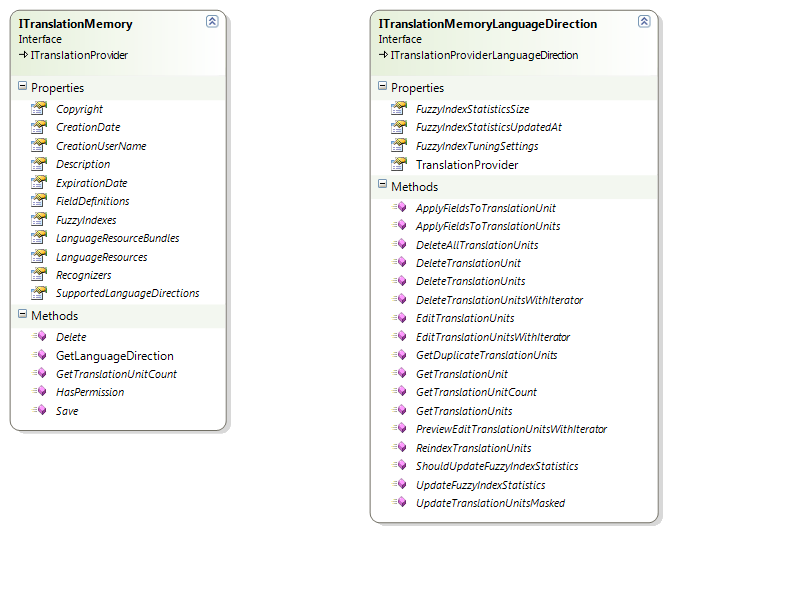 ITranslationMemory
Interface
ITranslationProvider
Properties
Copyright
CreationDate
CreationUserName
Description
ExpirationDate
FieldDefinitions
FuzzyIndexes
LanguageResourceBundles
LanguageResources
Recognizers
SupportedLanguageDirections
Methods
Delete
GetLanguageDirection
GetTranslationUnitCount
HasPermission
Save
ITranslationMemoryLanguageDirection
Interface
ITranslationProviderLanguageDirection
Properties
FuzzyIndexStatisticsSize
FuzzyIndexStatisticsUpdatedAt
FuzzyIndexTuningSettings
TranslationProvider
Methods
ApplyFieldsToTranslationUnit
ApplyFieldsToTranslationUnits
DeleteAllTranslationUnits
DeleteTranslationUnit
DeleteTranslationUnits
DeleteTranslationUnitsWithIterator
EditTranslationUnits
EditTranslationUnitsWithIterator
GetDuplicateTranslationUnits
GetTranslationUnit
GetTranslationUnitCount
GetTranslationUnits
PreviewEditTranslationUnitsWithIterator
ReindexTranslationUnits
ShouldUpdateFuzzyIndexStatistics
UpdateFuzzyIndexStatistics
UpdateTranslationUnitsMasked